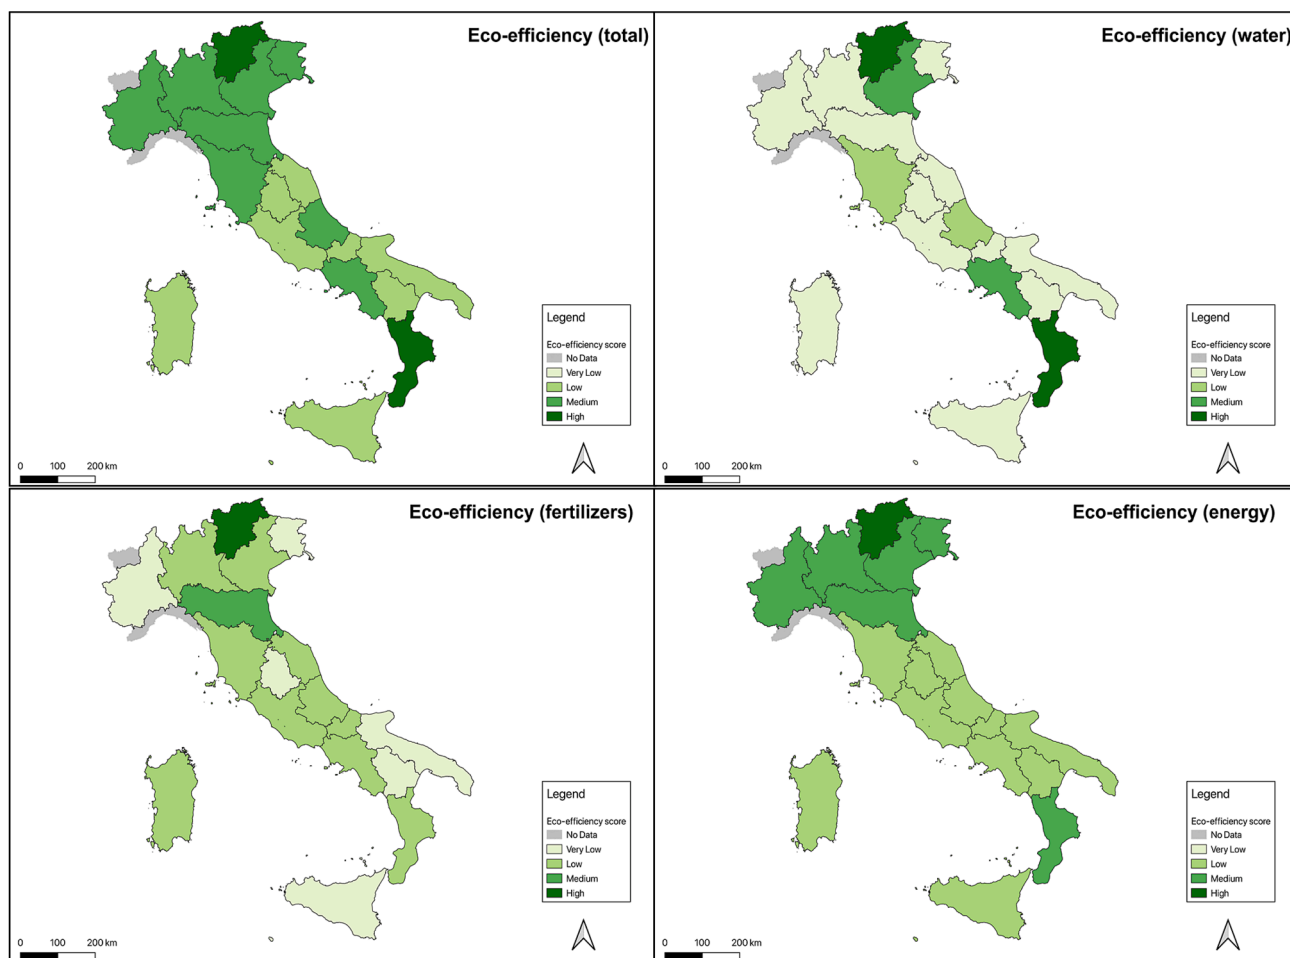 Eco-efficiency (total)
Legend
Eco-efficiency score
No Data
Very Low
Low
Medium
High
0 100 200 km
Eco-efficiency (water)
Legend
Eco-efficiency score
No Data
Very Low
Low
Medium
High
0 100 200 km
Eco-efficiency (fertilizers)
Legend
Eco-efficiency score
No Data
Very Low
Low
Medium
High
0 100 200 km
Eco-efficiency (energy)
Legend
Eco-efficiency score
No Data
Very Low
Low
Medium
High
0 100 200 km